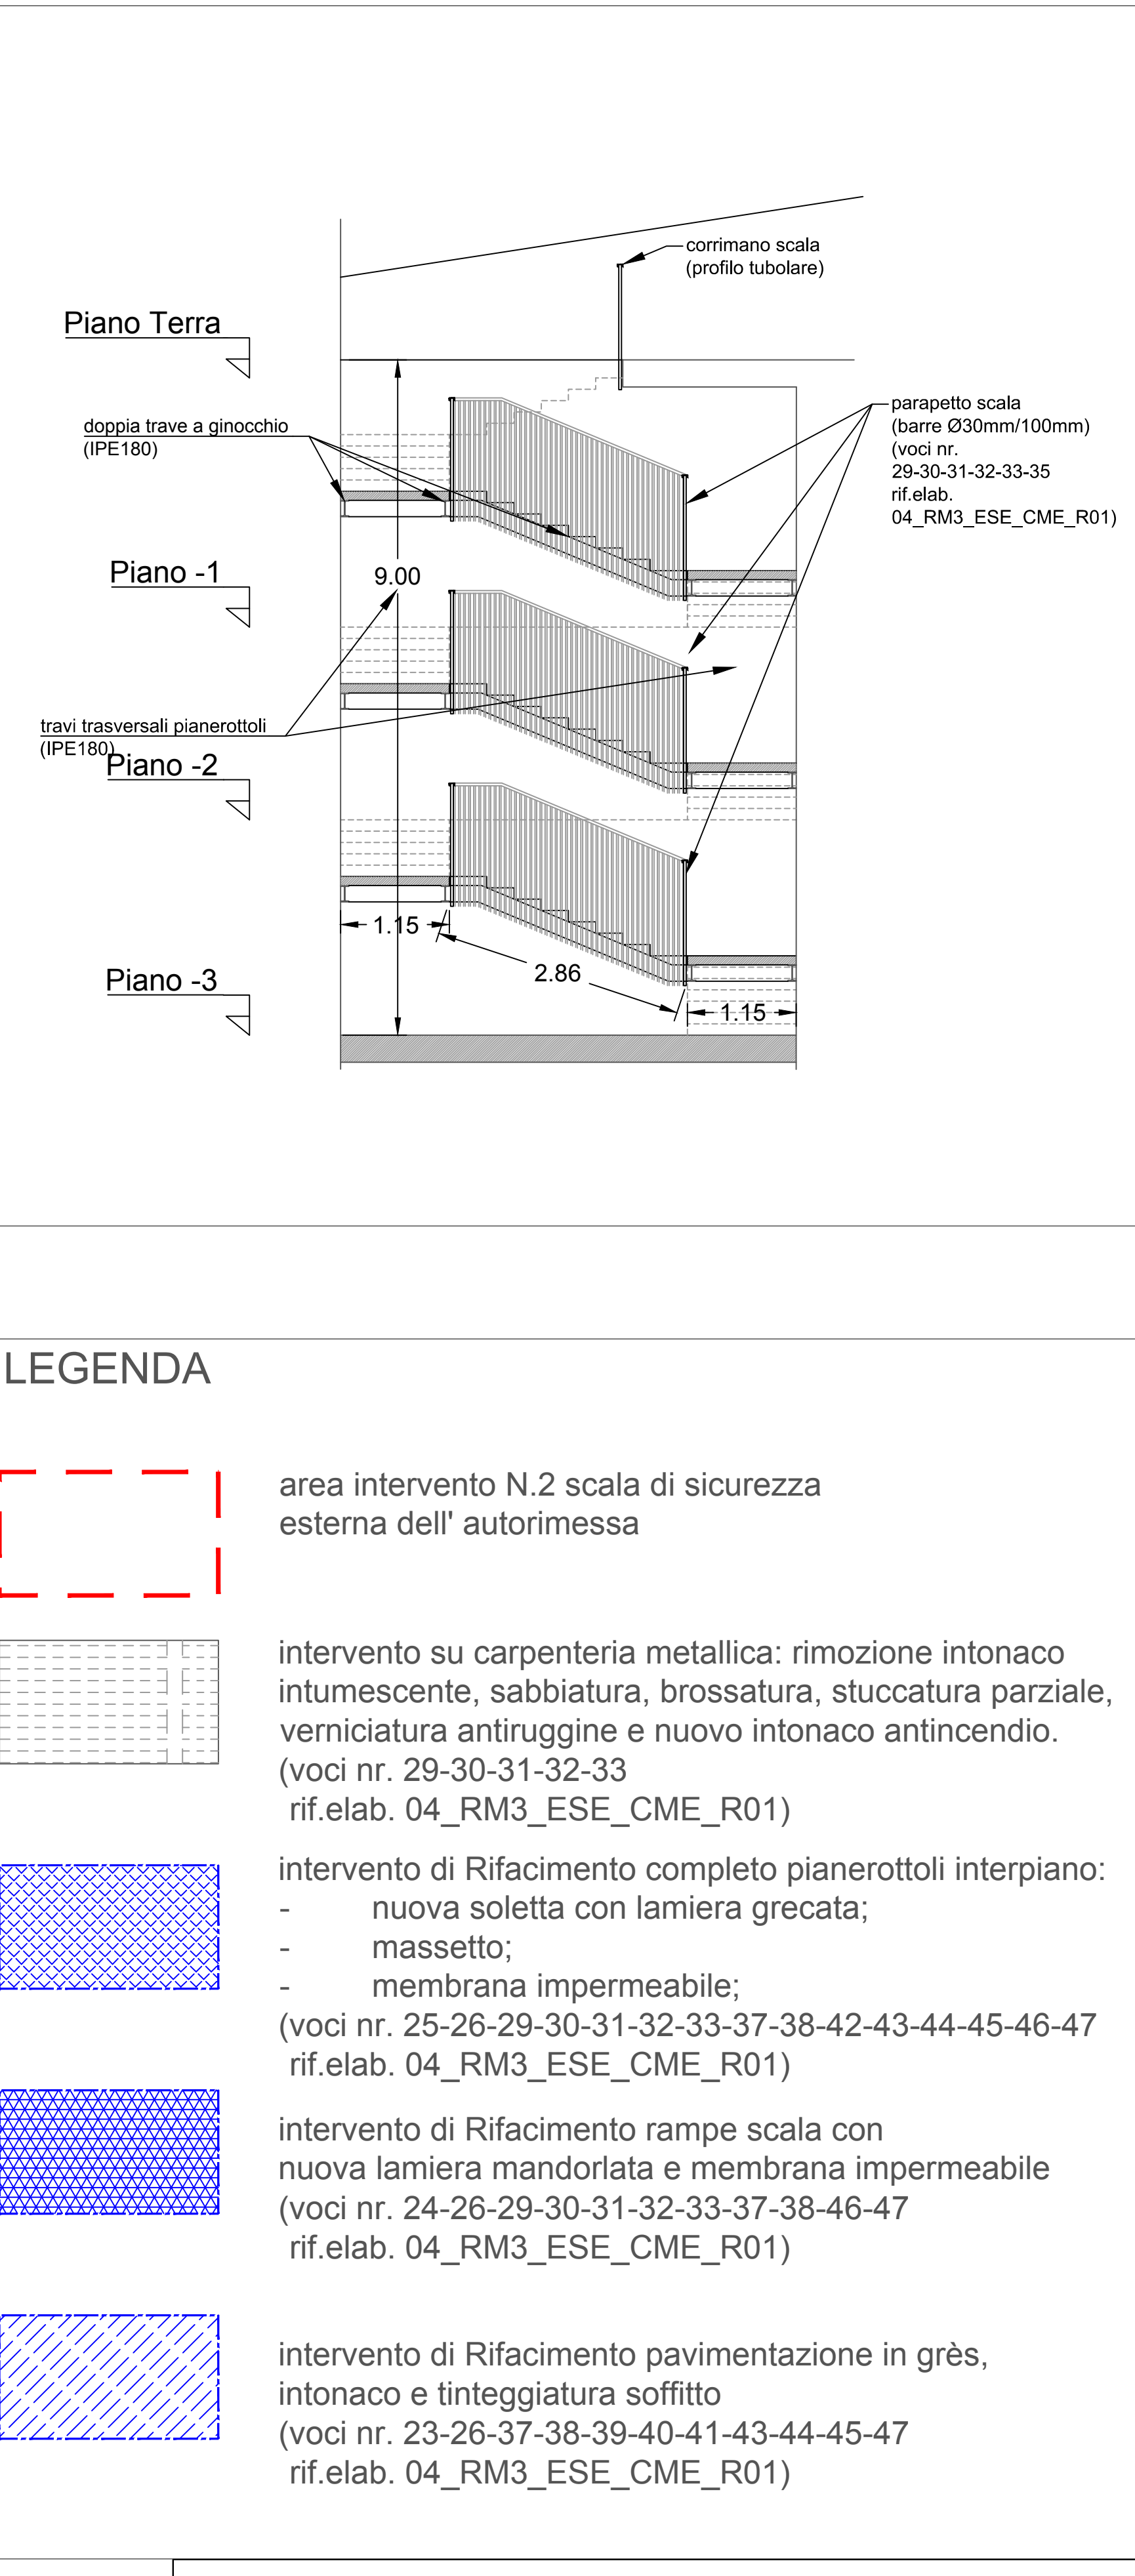 corrimano scala
(profilo tubolare)
Piano Terra
parapetto scala
(barre Ø30mm/100mm)
(voci nr.
29-30-31-32-33-35
rif.elab.
04_RM3_ESE_CME_R01)
doppia trave a ginocchio
(IPE180)
Piano -1
9.00
travi trasversali pianerottoli
(IPE180)
Piano -2
1.15
2.86
Piano -3
1.15
LEGENDA
area intervento N.2 scala di sicurezza
esterna dell' autorimessa
intervento su carpenteria metallica: rimozione intonaco
intumescente, sabbiatura, brossatura, stuccatura parziale,
verniciatura antiruggine e nuovo intonaco antincendio.
(voci nr. 29-30-31-32-33
rif.elab. 04_RM3_ESE_CME_R01)
intervento di Rifacimento completo pianerottoli interpiano:
- nuova soletta con lamiera grecata;
- massetto;
- membrana impermeabile;
(voci nr. 25-26-29-30-31-32-33-37-38-42-43-44-45-46-47
rif.elab. 04_RM3_ESE_CME_R01)
intervento di Rifacimento rampe scala con
nuova lamiera mandorlata e membrana impermeabile
(voci nr. 24-26-29-30-31-32-33-37-38-46-47
rif.elab. 04_RM3_ESE_CME_R01)
intervento di Rifacimento pavimentazione in grès,
intonaco e tinteggiatura soffitto
(voci nr. 23-26-37-38-39-40-41-43-44-45-47
rif.elab. 04_RM3_ESE_CME_R01)